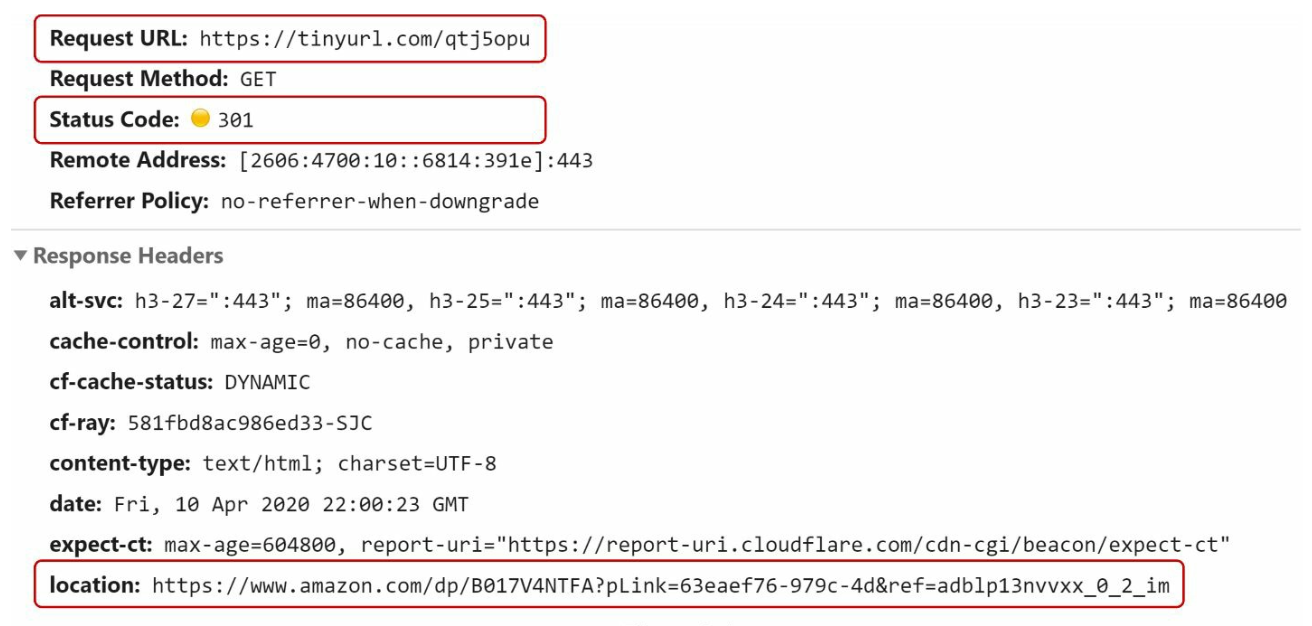 Request URL: https://tinyurl.com/qtj5opu
Request Method: GET
Status Code: 301
Remote Address: [2606:4700:10::6814:391e]:443
Referrer Policy: no-referrer-when-downgrade
Response Headers
alt-svc: h3-27=":443"; ma=86400, h3-25=":443"; ma=86400, h3-24=":443"; ma=86400, h3-23=":443"; ma=86400
cache-control: max-age=0, no-cache, private
cf-cache-status: DYNAMIC
cf-ray: 581fbd8ac986ed33-SJC
content-type: text/html; charset=UTF-8
date: Fri, 10 Apr 2020 22:00:23 GMT
expect-ct: max-age=604800, report-uri="https://report-uri.cloudflare.com/cdn-cgi/beacon/expect-ct"
location: https://www.amazon.com/dp/B017V4NTFA?pLink=63eaef76-979c-4d&ref=adblp13nvvxx_0_2_im